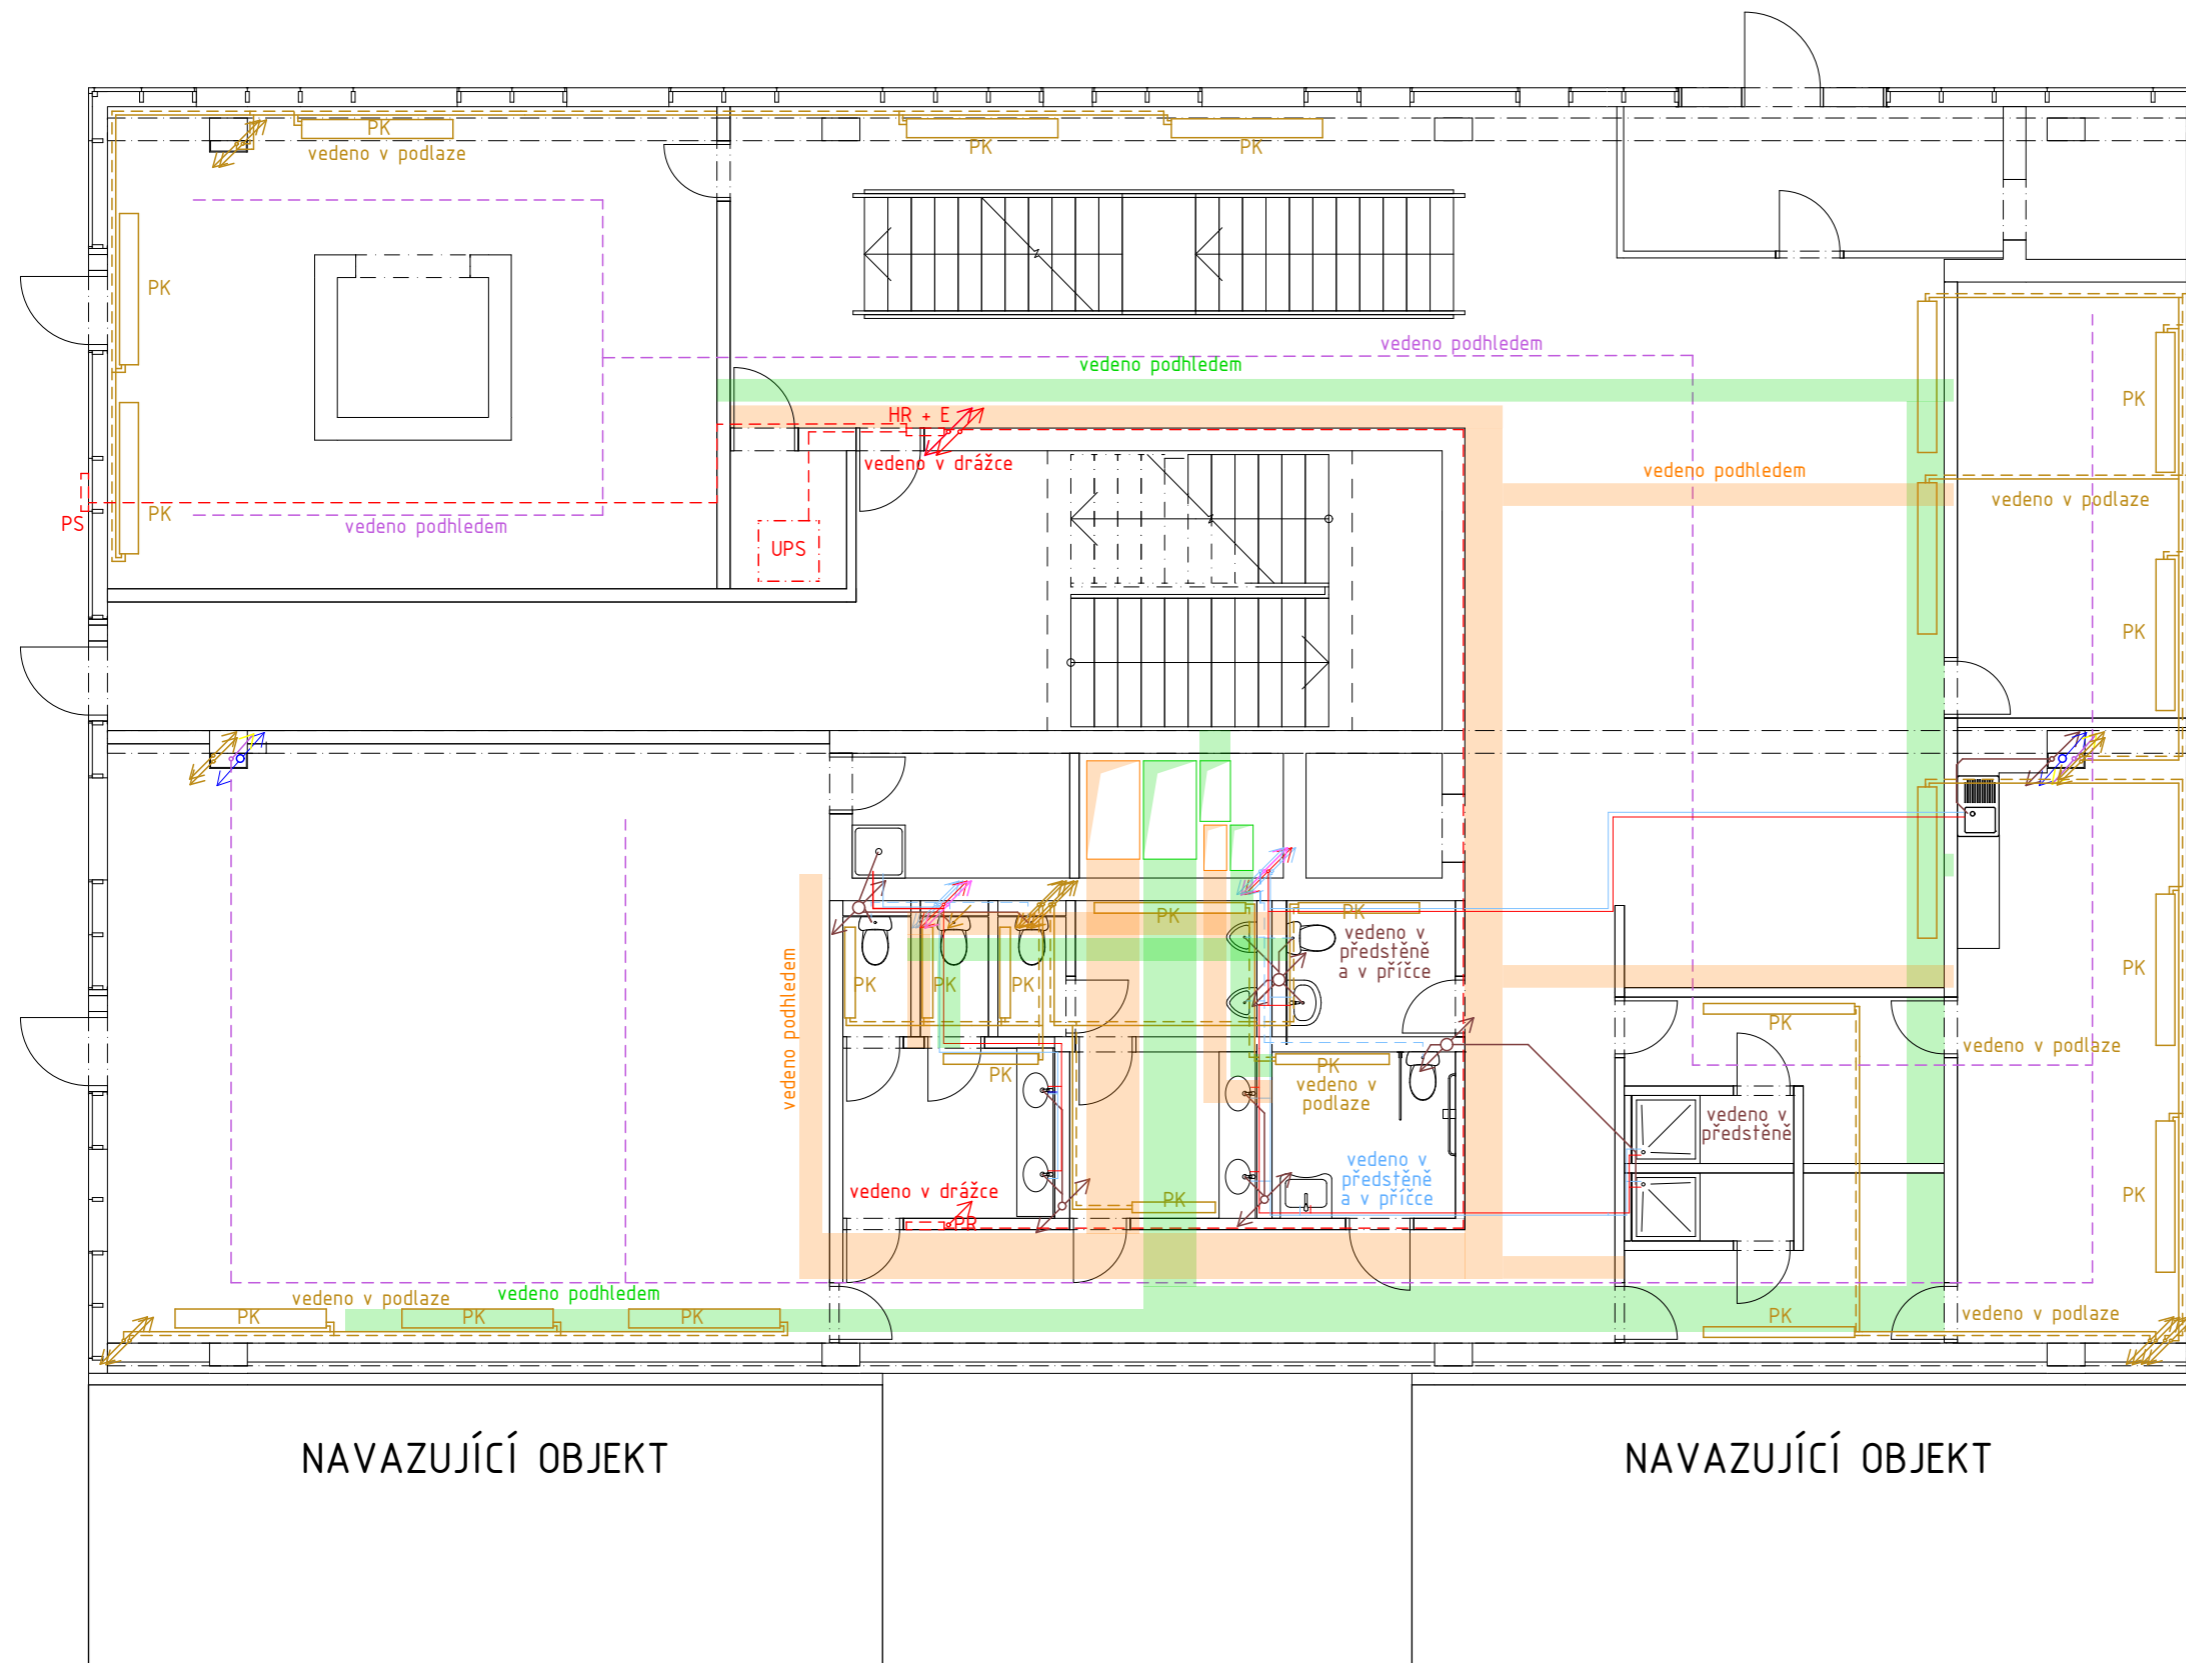 PK
vedeno v podlaze
PK
PK
PK
vedeno podhledem
vedeno podhledem
PK
HR + E
vedeno v drážce
vedeno podhledem
vedeno v podlaze
PS
PK
vedeno podhledem
UPS
PK
PK
PK
vedeno v
předstěně
a v příčce
PK
PK
PK
PK
vedeno podhledem
PK
PK
vedeno v podlaze
PK
PK
vedeno v
podlaze
vedeno v
předstěně
vedeno v
předstěně
a v příčce
vedeno v drážce
PK
PK
PR
vedeno podhledem
vedeno v podlaze
PK
PK
PK
PK
vedeno v podlaze
NAVAZUJÍCÍ OBJEKT
NAVAZUJÍCÍ OBJEKT